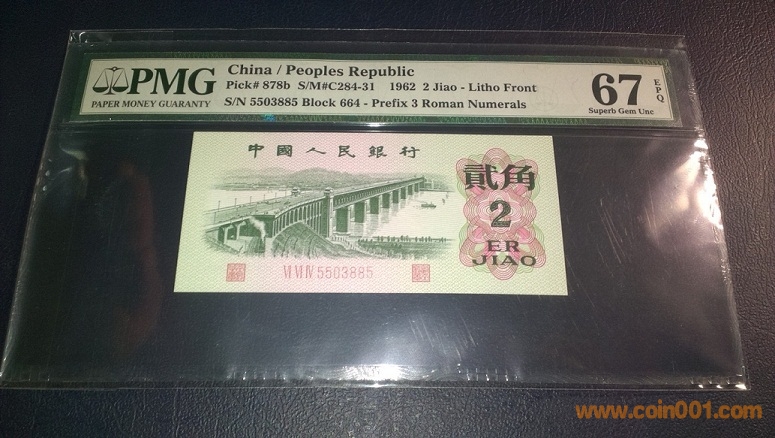 PMG
PAPER MONEY GUARANTY
China / Peoples Republic
Pick# 878b S/M#C284-31 1962 2 Jiao - Litho Front
S/N 5503885 Block 664 - Prefix 3 Roman Numerals
67 EPQ
Superb Gem Unc
中國人民銀行
貳角
2
ER
JIAO
VI VI IV 5503885
www.coin001.com